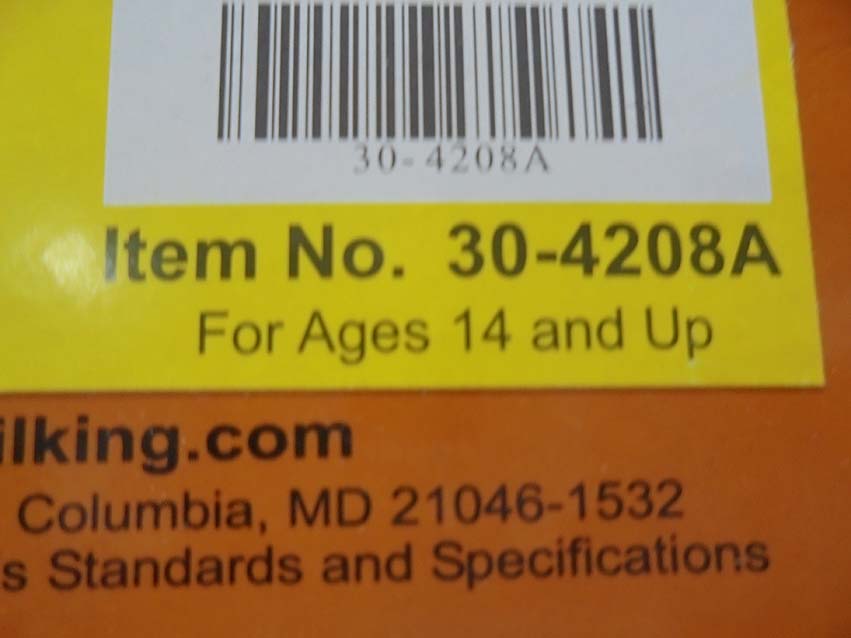 30-4208A
Item No. 30-4208A
For Ages 14 and Up
ilking.com
Columbia, MD 21046-1532
s Standards and Specifications